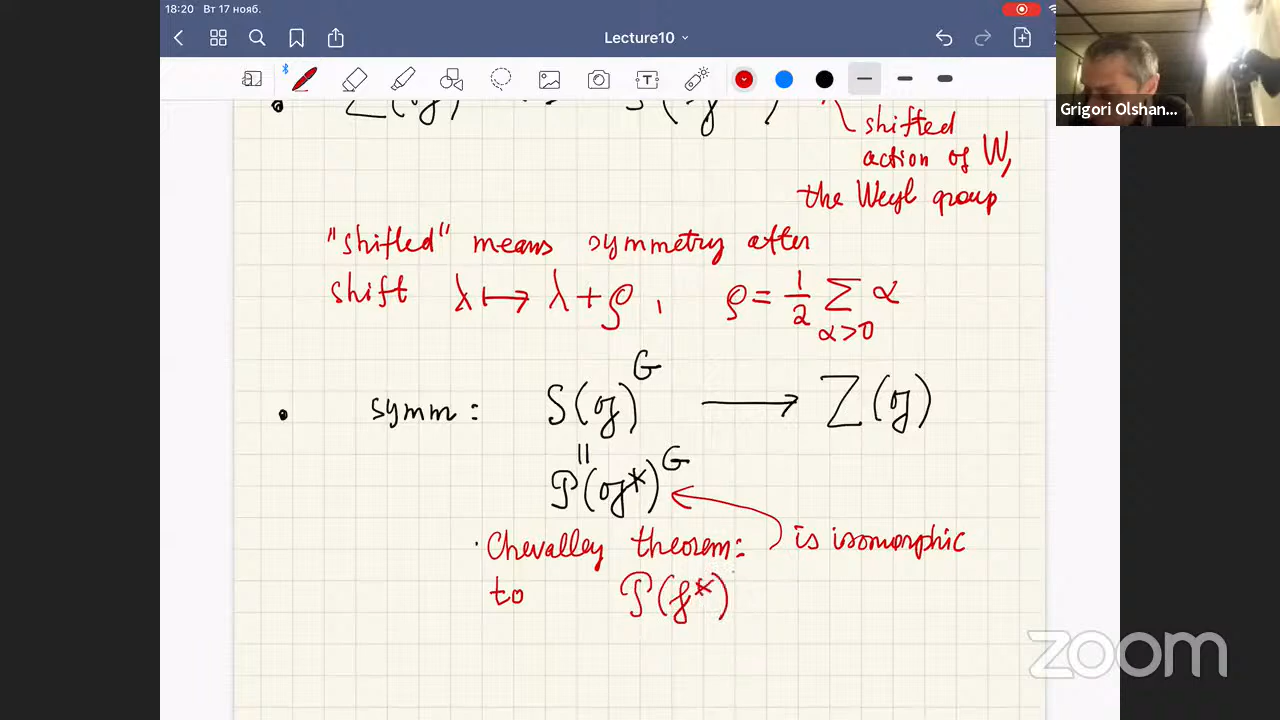 18:20 Вт 17 нояб.
Lecture10
Grigori Olshan...
Z(𝔤)
shifted
action of W,
the Weyl group
"shifted" means symmetry after
shift λ ↦ λ + ρ, ρ = 1/2 Σ_{α>0} α
• symm: S(𝔤)^G ⟶ Z(𝔤)
||
P(𝔤*)^G
Chevalley theorem: is isomorphic
to P(𝔥*)
zoom